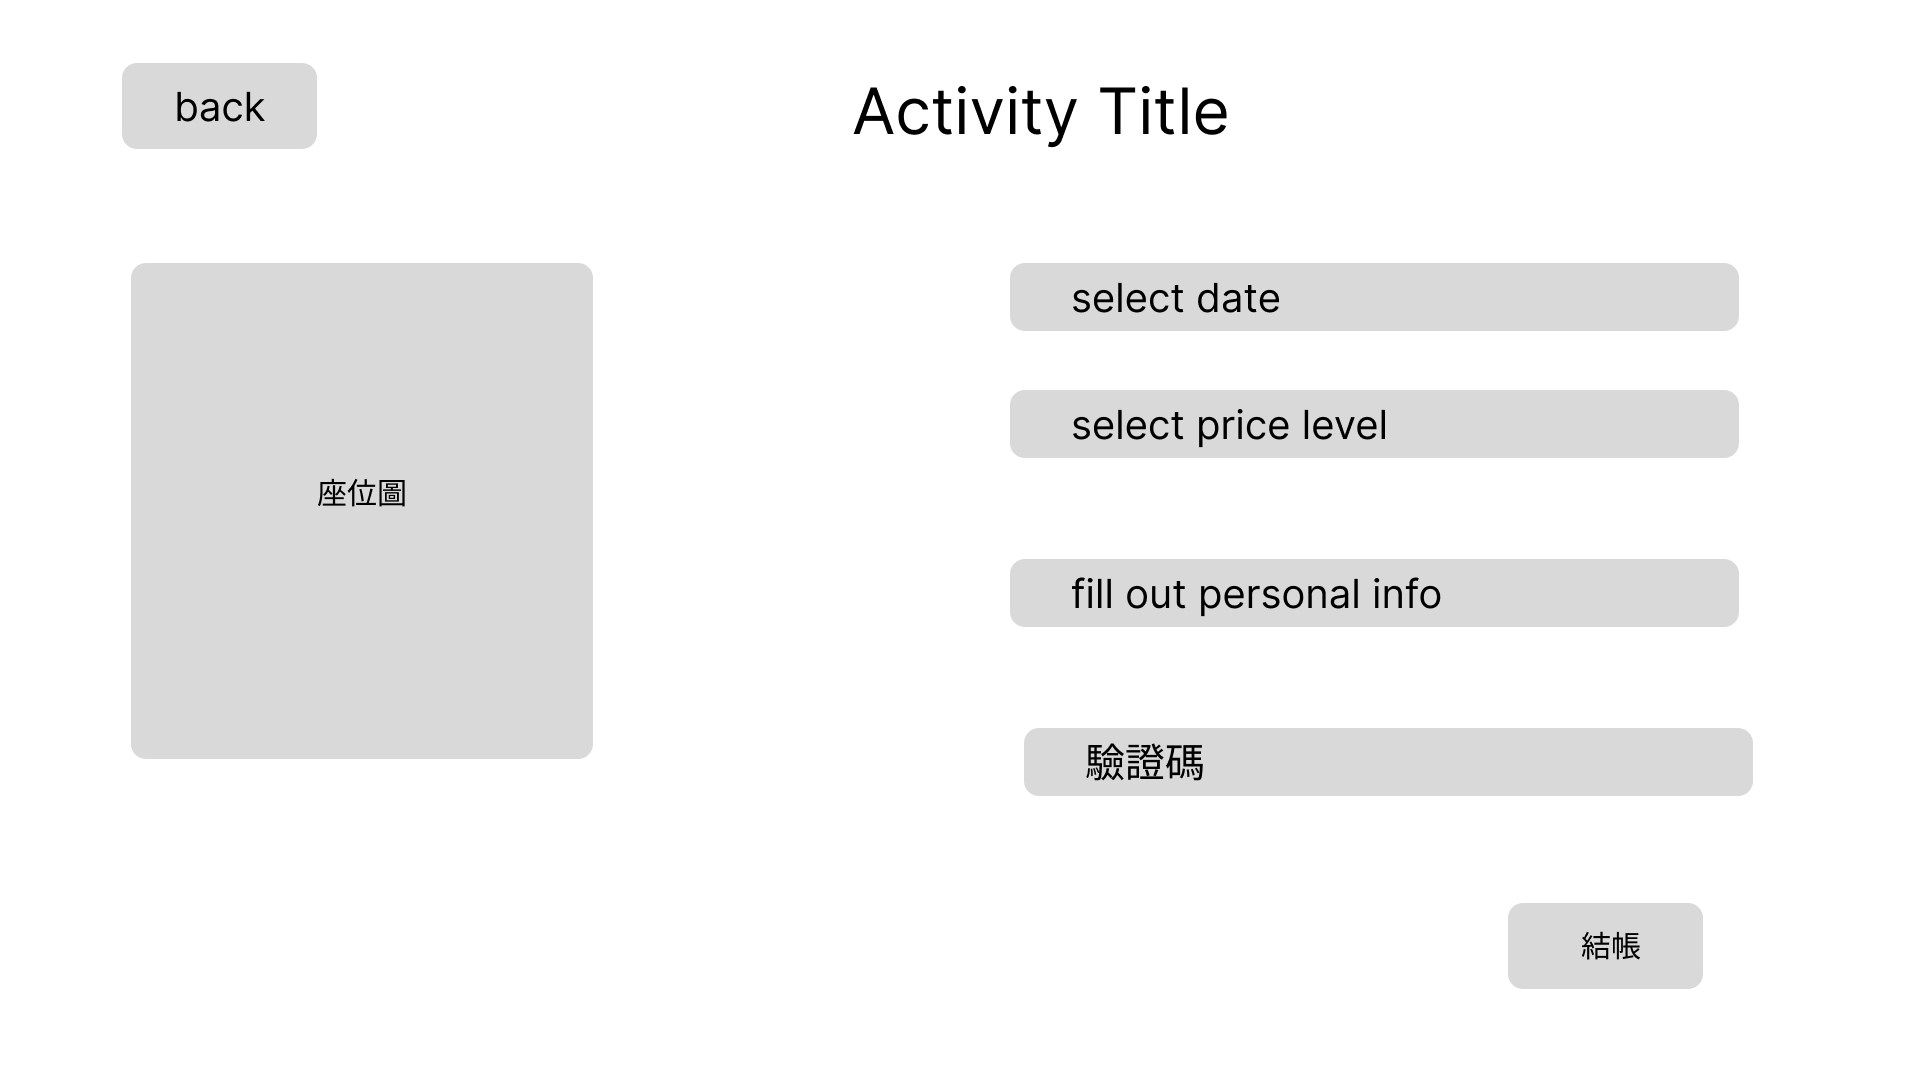 back
Activity Title
座位圖
select date
select price level
fill out personal info
驗證碼
結帳